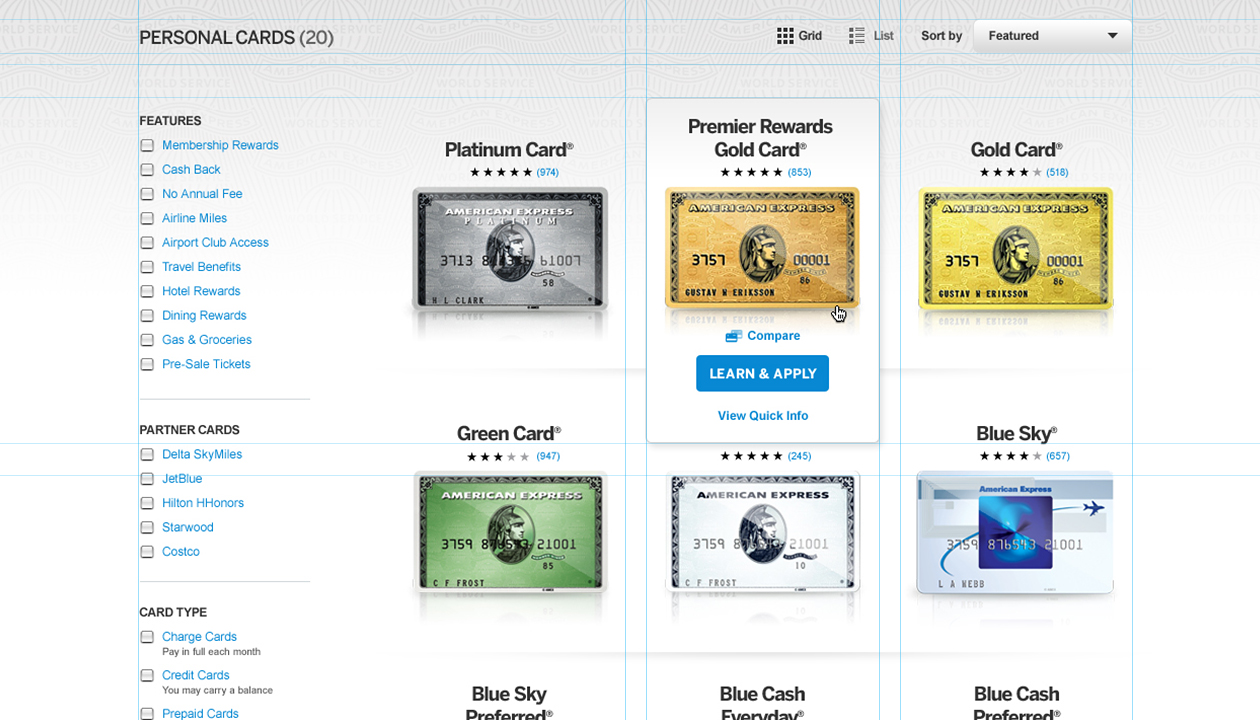 PERSONAL CARDS (20)
Grid
List
Sort by
Featured
FEATURES
Membership Rewards
Cash Back
No Annual Fee
Airline Miles
Airport Club Access
Travel Benefits
Hotel Rewards
Dining Rewards
Gas & Groceries
Pre-Sale Tickets
PARTNER CARDS
Delta SkyMiles
JetBlue
Hilton HHonors
Starwood
Costco
CARD TYPE
Charge Cards
Pay in full each month
Credit Cards
You may carry a balance
Prepaid Cards
Platinum Card®
(974)
AMERICAN EXPRESS
PLATINUM
3713
61007
58
H L CLARK
Premier Rewards
Gold Card®
(853)
AMERICAN EXPRESS
3757 00001
86
GUSTAV W ERIKSSON
Compare
LEARN & APPLY
View Quick Info
Gold Card®
(518)
AMERICAN EXPRESS
3757 00001
86
GUSTAV W ERIKSSON
Green Card®
(947)
AMERICAN EXPRESS
3759 876543 21001
85
C F FROST
(245)
AMERICAN EXPRESS
3759 876543 21001
10
C F FROST
Blue Sky®
(657)
American Express
3759 876543 21001
L A WEBB
Blue Sky
Preferred®
Blue Cash
Everyday®
Blue Cash
Preferred®